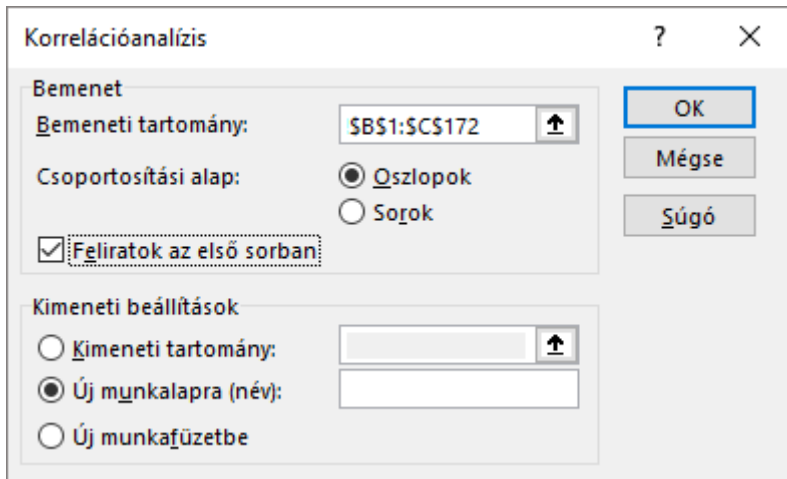 Korrelációanalízis ?
Bemenet
Bemeneti tartomány: $B$1:$C$172
Csoportosítási alap: Oszlopok
Sorok
Feliratok az első sorban
OK
Mégse
Súgó
Kimeneti beállítások
Kimeneti tartomány:
Új munkalapra (név):
Új munkafüzetbe